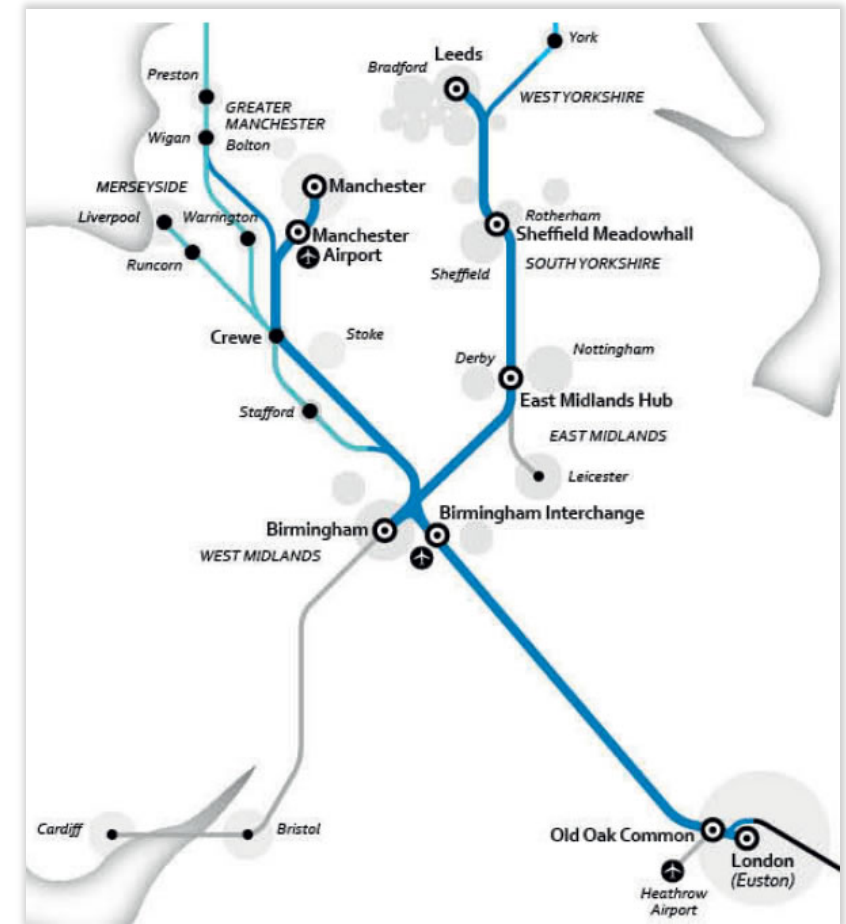 York
Leeds
Bradford
Preston
WEST YORKSHIRE
GREATER
MANCHESTER
Wigan
Bolton
MERSEYSIDE
Manchester
Liverpool
Warrington
Rotherham
Manchester
Airport
Sheffield Meadowhall
Runcorn
Sheffield
SOUTH YORKSHIRE
Crewe
Stoke
Nottingham
Derby
East Midlands Hub
Stafford
EAST MIDLANDS
Leicester
Birmingham Interchange
Birmingham
WEST MIDLANDS
Cardiff
Bristol
Old Oak Common
London
(Euston)
Heathrow
Airport